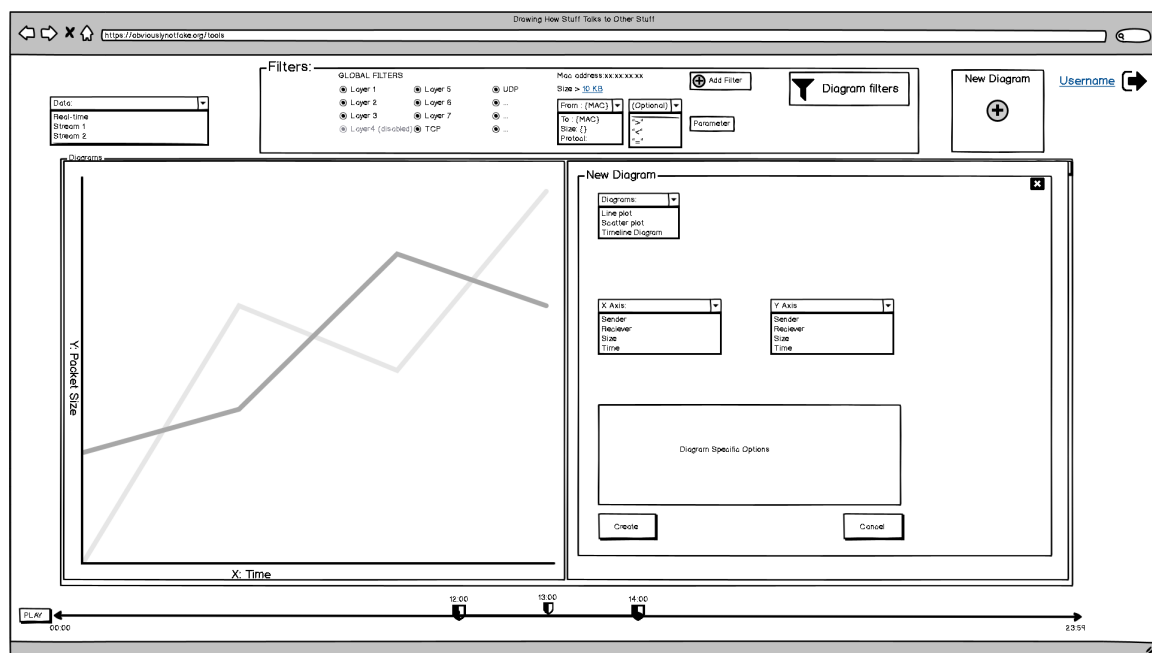 Drawing How Stuff Talks to Other Stuff
https://obviouslynotfake.org/tools
Filters:
GLOBAL FILTERS
Layer 1
Layer 2
Layer 3
Layer4 (disabled)
Layer 5
Layer 6
Layer 7
TCP
UDP
...
...
...
Mac address:xx:xx:xx:xx
Size > 10 KB
From : {MAC}
To : {MAC}
Size: {}
Protocl:
(Optional)
">"
"<"
"="
Add Filter
Parameter
Diagram filters
New Diagram
Username
Data:
Real-time
Stream 1
Stream 2
Diagrams
Y: Packet Size
X: Time
New Diagram
Diagrams:
Line plot
Scatter plot
Timeline Diagram
X Axis:
Sender
Reciever
Size
Time
Y Axis
Sender
Reciever
Size
Time
Diagram Specific Options
Create
Cancel
PLAY
00:00
12:00
13:00
14:00
23:59